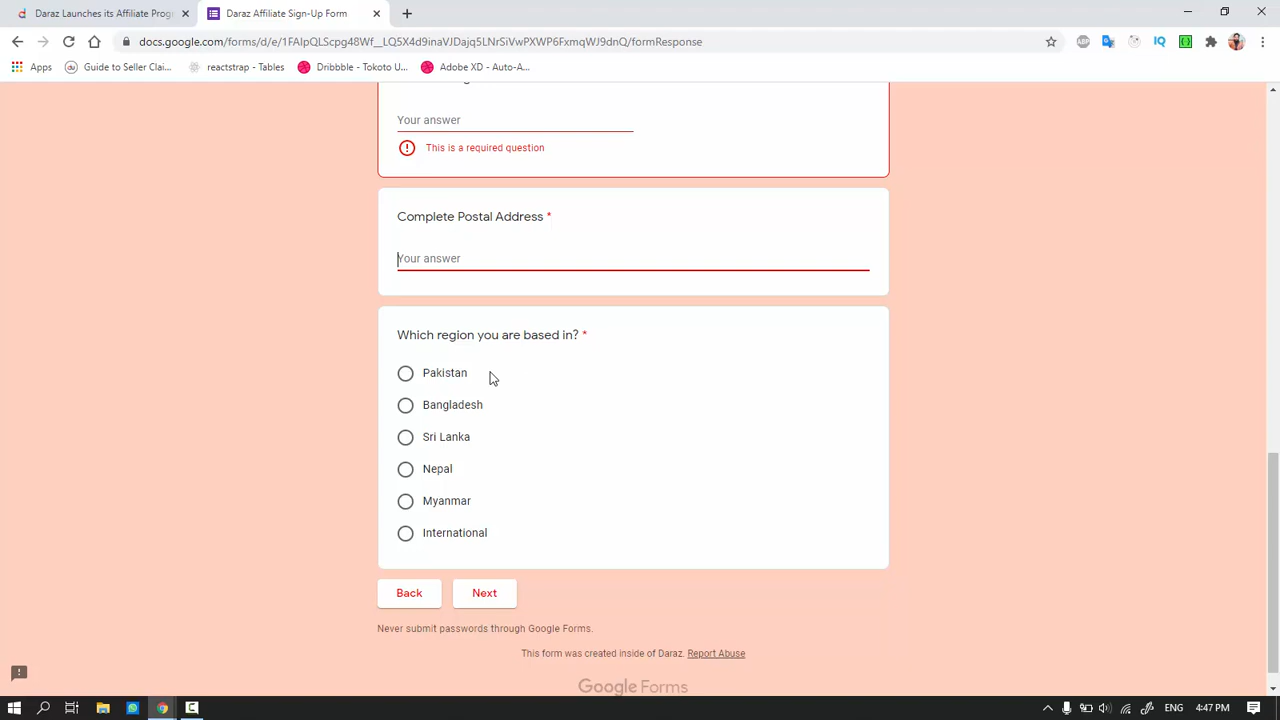 Daraz Launches its Affiliate Prog
Daraz Affiliate Sign-Up Form
docs.google.com/forms/d/e/1FAIpQLScpg48Wf__LQ5X4d9inaVJDajq5LNrSiVwPXWP6FxmqWJ9dnQ/formResponse
ABP
IQ
Apps
Guide to Seller Clai...
reactstrap - Tables
Dribbble - Tokoto U...
Adobe XD - Auto-A...
Your answer
This is a required question
Complete Postal Address *
Your answer
Which region you are based in? *
Pakistan
Bangladesh
Sri Lanka
Nepal
Myanmar
International
Back
Next
Never submit passwords through Google Forms.
This form was created inside of Daraz. Report Abuse
Google Forms
ENG
4:47 PM